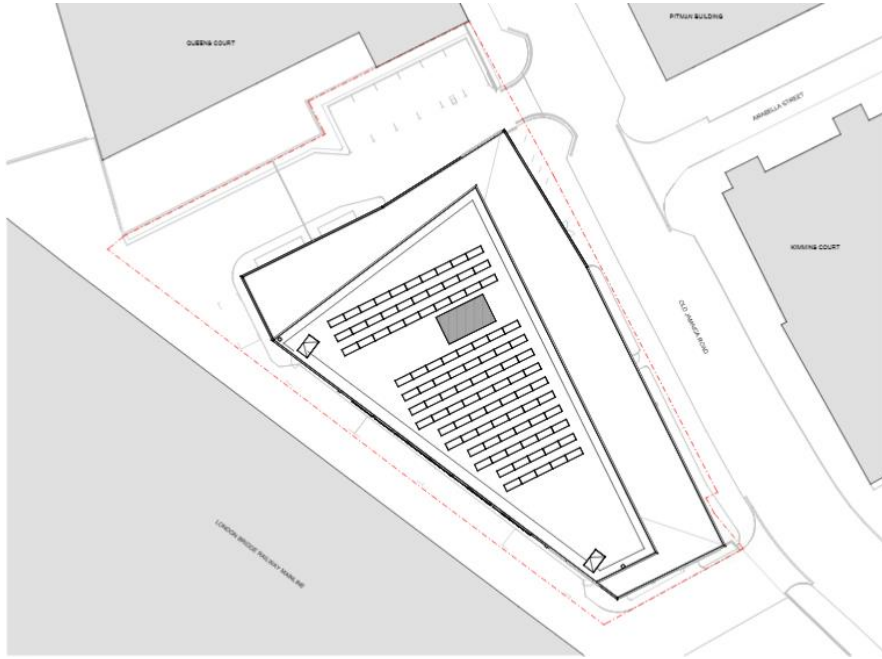 PITMAN BUILDING
QUEENS COURT
ARABELLA STREET
KIMMINS COURT
OLD JAMAICA ROAD
LONDON BRIDGE RAILWAY MAINLINE